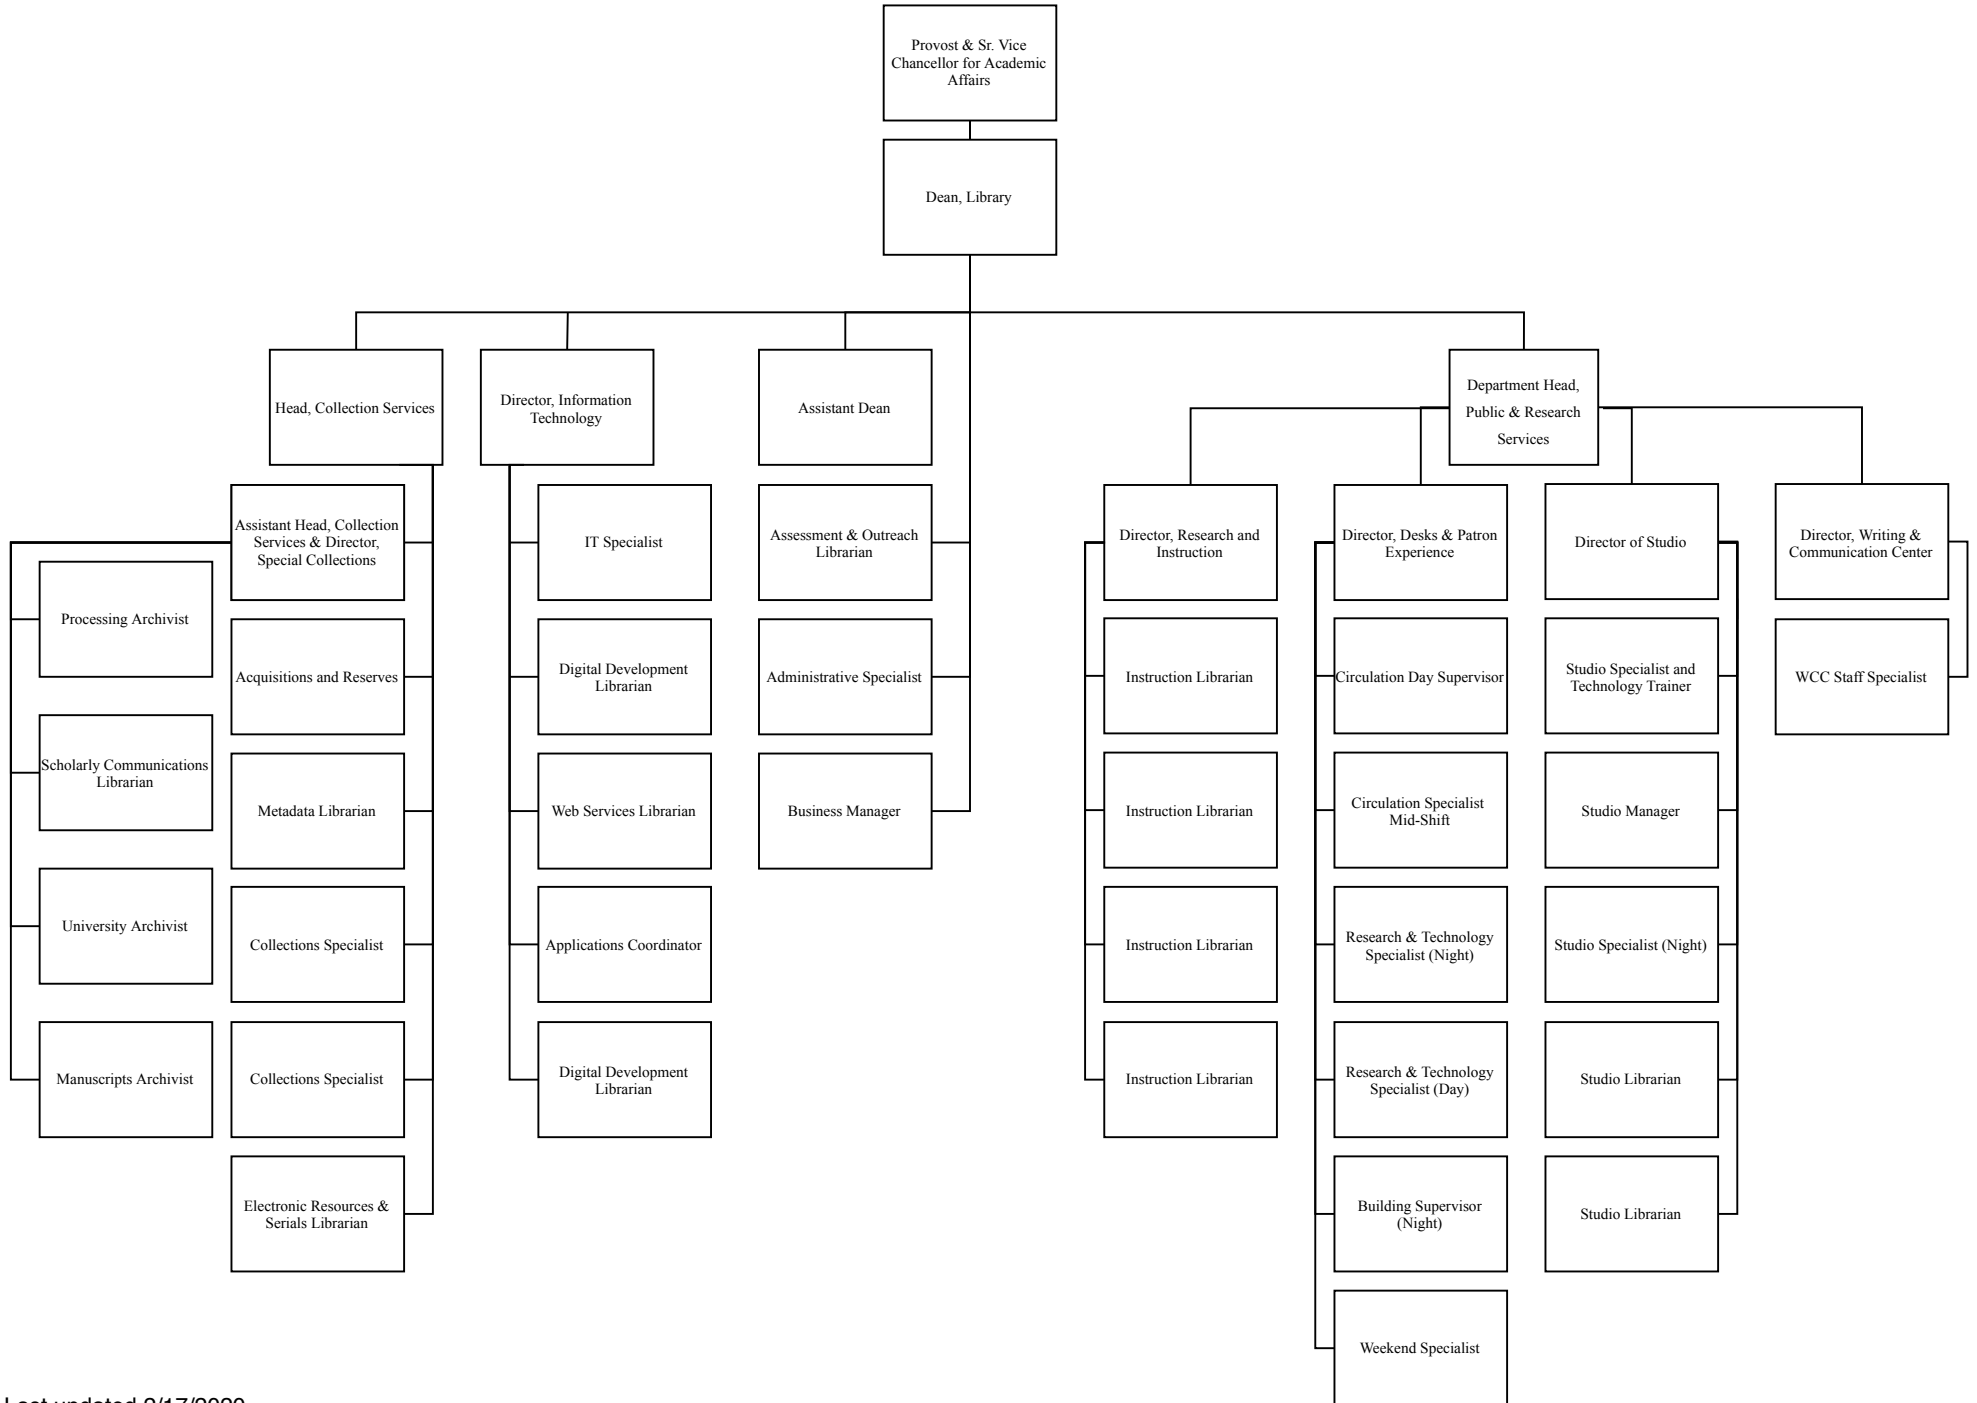 Provost & Sr. Vice
Chancellor for Academic
Affairs
Dean, Library
Head, Collection Services
Director, Information
Technology
Assistant Dean
Department Head,
Public & Research
Services
Assistant Head, Collection
Services & Director,
Special Collections
Processing Archivist
Scholarly Communications
Librarian
University Archivist
Manuscripts Archivist
Acquisitions and Reserves
Metadata Librarian
Collections Specialist
Collections Specialist
Electronic Resources &
Serials Librarian
IT Specialist
Digital Development
Librarian
Web Services Librarian
Applications Coordinator
Digital Development
Librarian
Assessment & Outreach
Librarian
Administrative Specialist
Business Manager
Director, Research and
Instruction
Instruction Librarian
Instruction Librarian
Instruction Librarian
Instruction Librarian
Director, Desks & Patron
Experience
Circulation Day Supervisor
Circulation Specialist
Mid-Shift
Research & Technology
Specialist (Night)
Research & Technology
Specialist (Day)
Building Supervisor
(Night)
Weekend Specialist
Director of Studio
Studio Specialist and
Technology Trainer
Studio Manager
Studio Specialist (Night)
Studio Librarian
Studio Librarian
Director, Writing &
Communication Center
WCC Staff Specialist
Last updated